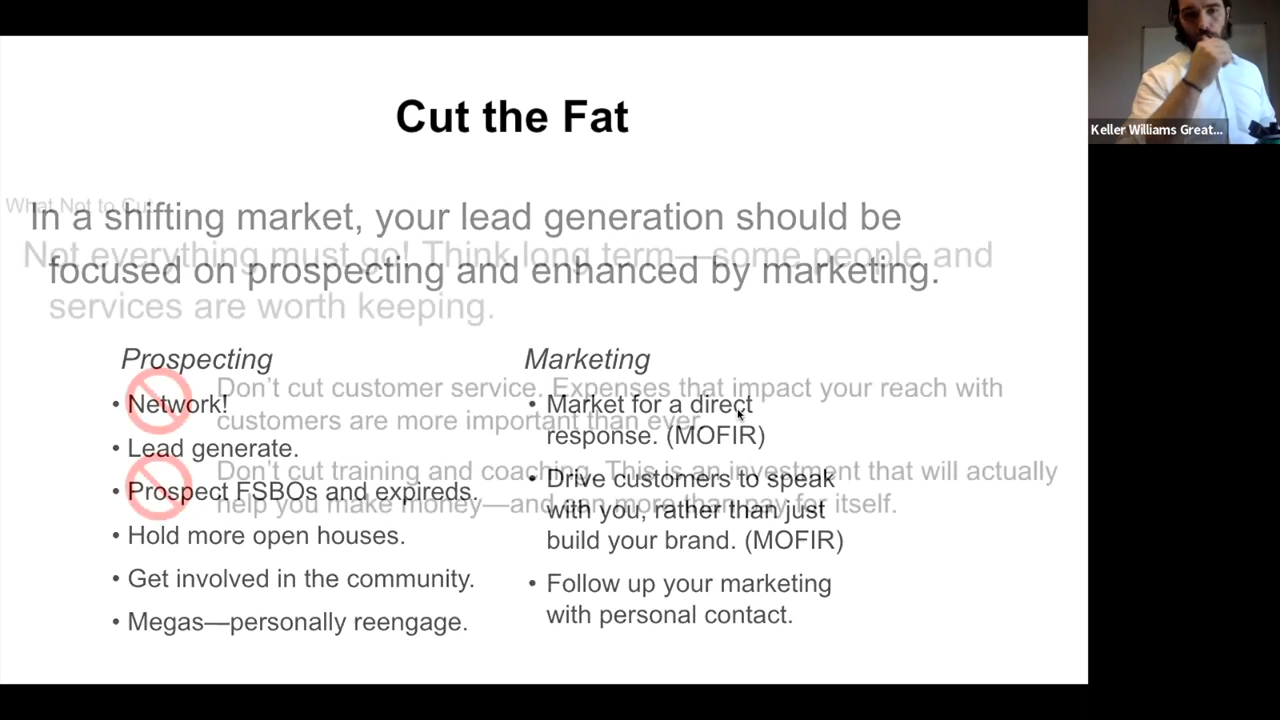 Cut the Fat
What Not to Cut
In a shifting market, your lead generation should be
Not everything must go! Think long term—some people and
focused on prospecting and enhanced by marketing.
services are worth keeping.
Prospecting
Marketing
Don't cut customer service. Expenses that impact your reach with
• Network!
• Market for a direct
customers are more important than ever.
response. (MOFIR)
• Lead generate.
Don't cut training and coaching. This is an investment that will actually
• Drive customers to speak
• Prospect FSBOs and expireds.
help you make money—and can more than pay for itself.
with you, rather than just
• Hold more open houses.
build your brand. (MOFIR)
• Get involved in the community.
• Follow up your marketing
with personal contact.
• Megas—personally reengage.
Keller Williams Great...